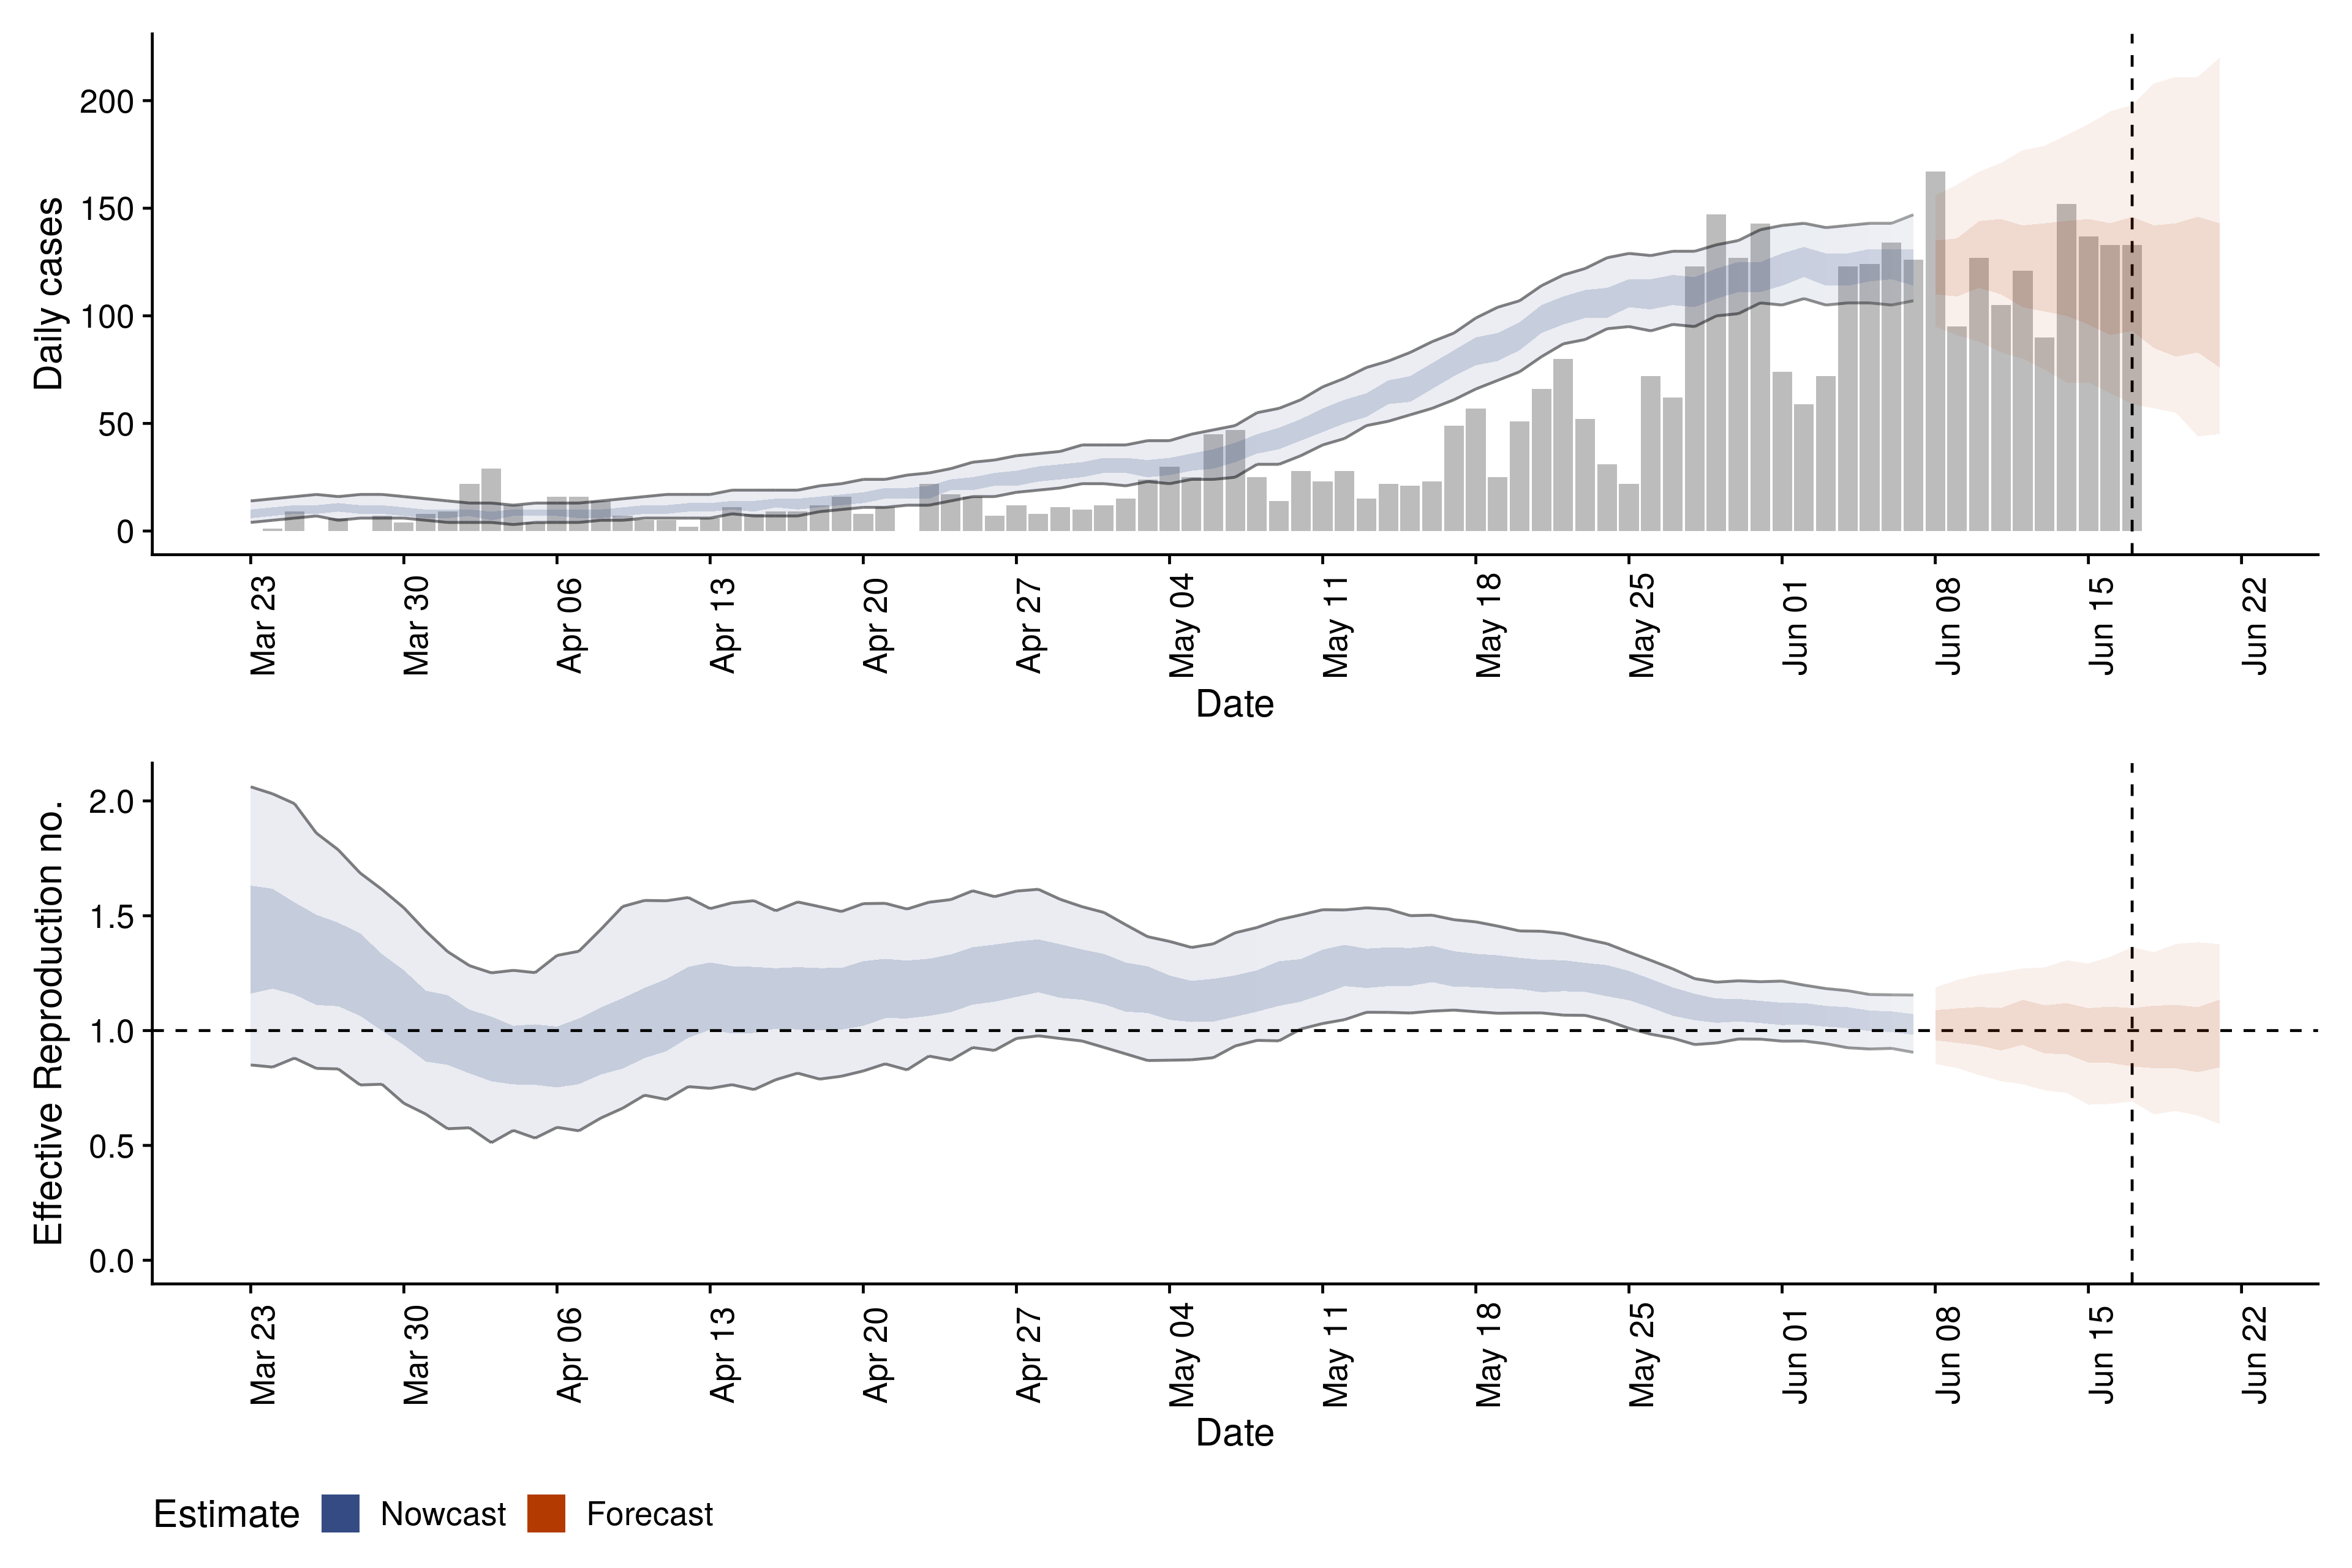 Daily cases
200
150
100
50
0
Mar 23 Mar 30 Apr 06 Apr 13 Apr 20 Apr 27 May 04 May 11 May 18 May 25 Jun 01 Jun 08 Jun 15 Jun 22
Date
Effective Reproduction no.
2.0
1.5
1.0
0.5
0.0
Mar 23 Mar 30 Apr 06 Apr 13 Apr 20 Apr 27 May 04 May 11 May 18 May 25 Jun 01 Jun 08 Jun 15 Jun 22
Date
Estimate Nowcast Forecast